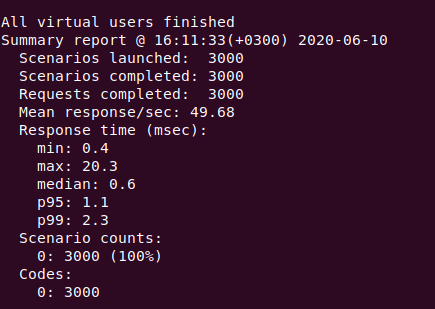 All virtual users finished
Summary report @ 16:11:33(+0300) 2020-06-10
Scenarios launched:  3000
Scenarios completed: 3000
Requests completed:  3000
Mean response/sec: 49.68
Response time (msec):
min: 0.4
max: 20.3
median: 0.6
p95: 1.1
p99: 2.3
Scenario counts:
0: 3000 (100%)
Codes:
0: 3000